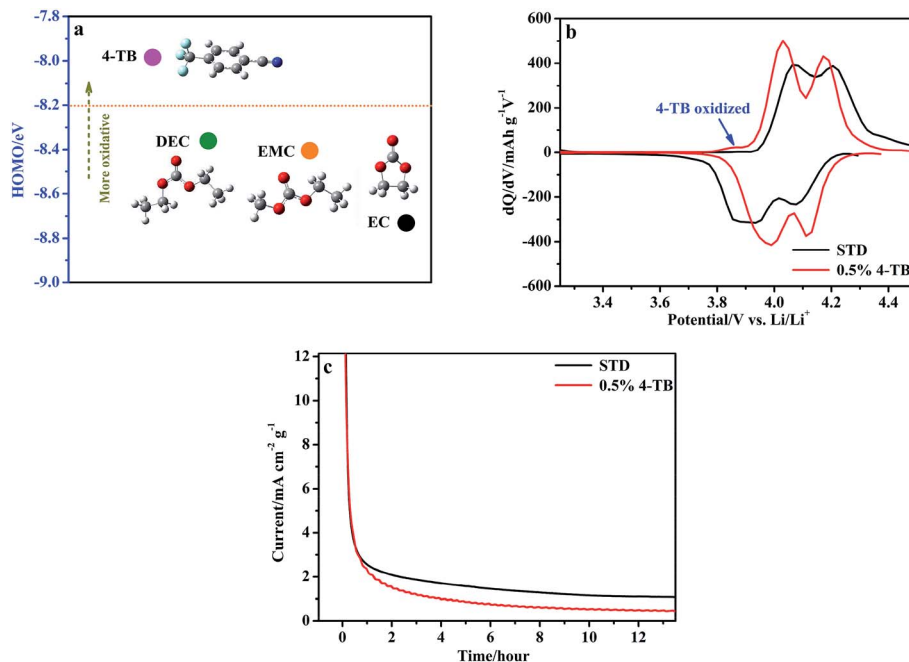 a
-7.8
-8.0
-8.2
-8.4
-8.6
-8.8
-9.0
HOMO/eV
More oxidative
4-TB
DEC
EMC
EC
b
600
400
200
0
-200
-400
-600
dQ/dV/mAh g⁻¹V⁻¹
4-TB oxidized
STD
0.5% 4-TB
3.4 3.6 3.8 4.0 4.2 4.4
Potential/V vs. Li/Li⁺
c
12
10
8
6
4
2
0
Current/mA cm⁻² g⁻¹
STD
0.5% 4-TB
0 2 4 6 8 10 12
Time/hour